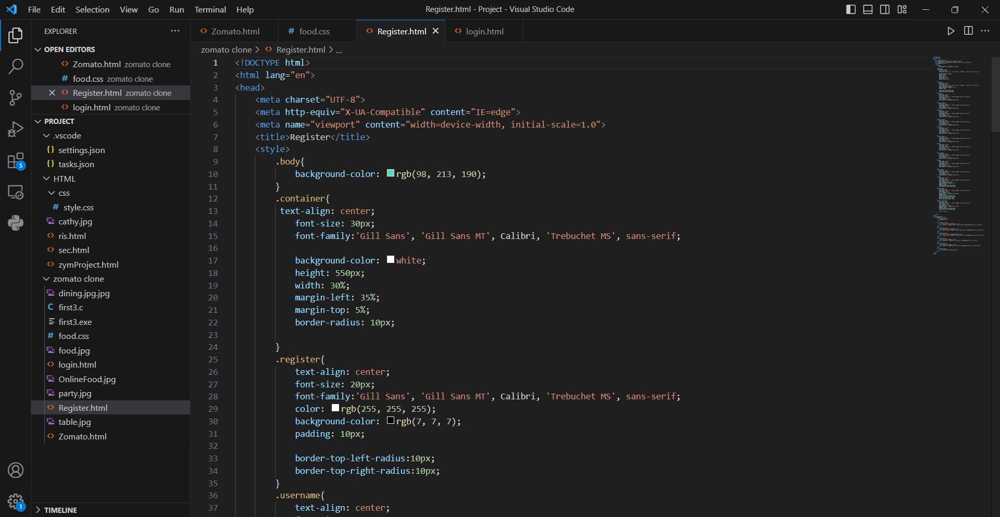 File Edit Selection View Go Run Terminal Help
Register.html - Project - Visual Studio Code
EXPLORER
OPEN EDITORS
Zomato.html zomato clone
food.css zomato clone
Register.html zomato clone
login.html zomato clone
PROJECT
.vscode
settings.json
tasks.json
HTML
css
style.css
cathy.jpg
ris.html
sec.html
zymProject.html
zomato clone
dining.jpg.jpg
first3.c
first3.exe
food.css
food.jpg
login.html
OnlineFood.jpg
party.jpg
Register.html
table.jpg
Zomato.html
TIMELINE
5
1
Zomato.html food.css Register.html login.html
zomato clone > Register.html > ...
1 <!DOCTYPE html>
2 <html lang="en">
3 <head>
4 <meta charset="UTF-8">
5 <meta http-equiv="X-UA-Compatible" content="IE=edge">
6 <meta name="viewport" content="width=device-width, initial-scale=1.0">
7 <title>Register</title>
8 <style>
9 .body{
10 background-color: rgb(98, 213, 190);
11 }
12 .container{
13 text-align: center;
14 font-size: 30px;
15 font-family:'Gill Sans', 'Gill Sans MT', Calibri, 'Trebuchet MS', sans-serif;
16
17 background-color: white;
18 height: 550px;
19 width: 30%;
20 margin-left: 35%;
21 margin-top: 5%;
22 border-radius: 10px;
23
24 }
25 .register{
26 text-align: center;
27 font-size: 20px;
28 font-family:'Gill Sans', 'Gill Sans MT', Calibri, 'Trebuchet MS', sans-serif;
29 color: rgb(255, 255, 255);
30 background-color: rgb(7, 7, 7);
31 padding: 10px;
32
33 border-top-left-radius:10px;
34 border-top-right-radius:10px;
35 }
36 .username{
37 text-align: center;